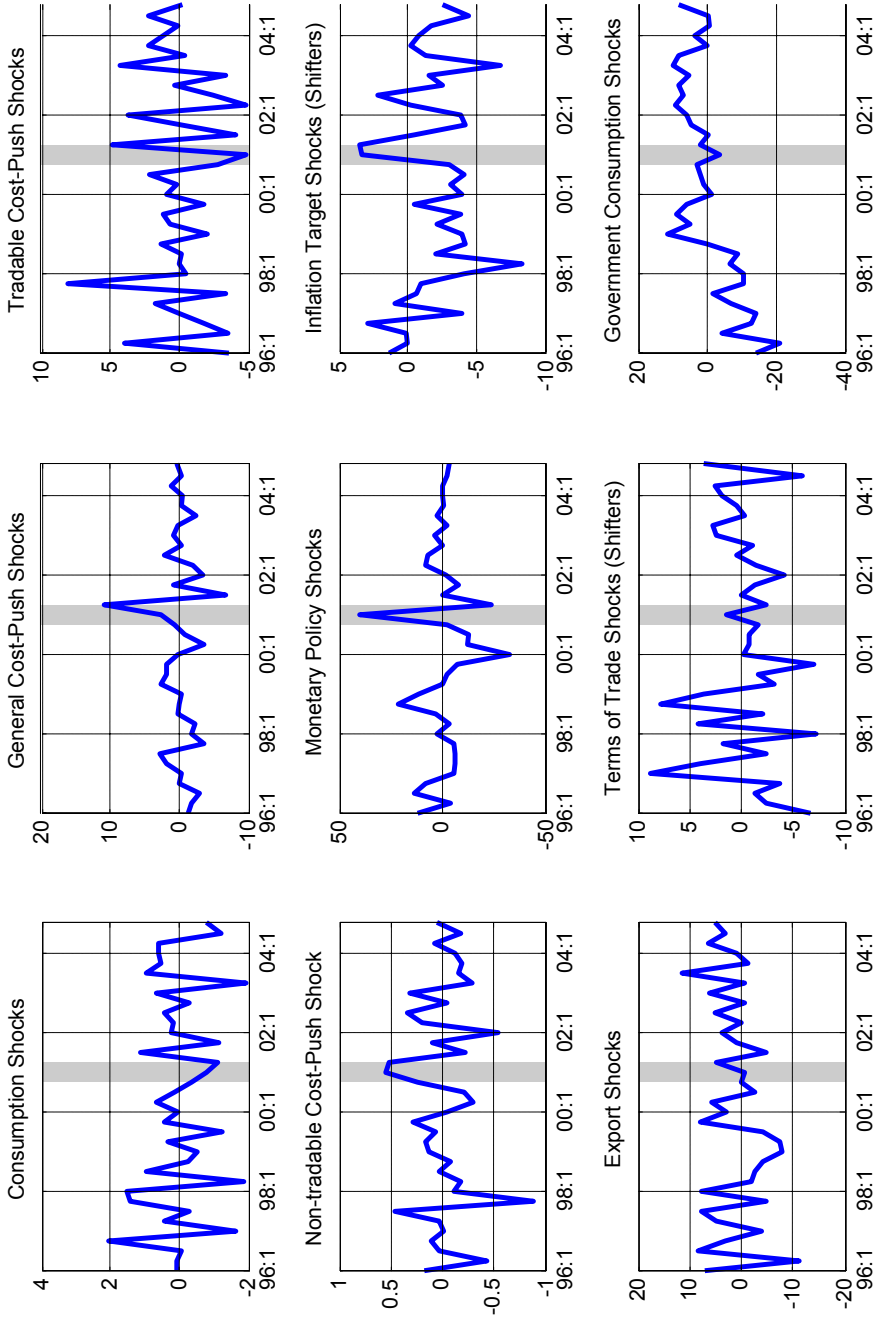 Consumption Shocks
4
2
0
-2
96:1 98:1 00:1 02:1 04:1
General Cost-Push Shocks
20
10
0
-10
96:1 98:1 00:1 02:1 04:1
Tradable Cost-Push Shocks
10
5
0
-5
96:1 98:1 00:1 02:1 04:1
Non-tradable Cost-Push Shock
1
0.5
0
-0.5
-1
96:1 98:1 00:1 02:1 04:1
Monetary Policy Shocks
50
0
-50
96:1 98:1 00:1 02:1 04:1
Inflation Target Shocks (Shifters)
5
0
-5
-10
96:1 98:1 00:1 02:1 04:1
Export Shocks
20
10
0
-10
-20
96:1 98:1 00:1 02:1 04:1
Terms of Trade Shocks (Shifters)
10
5
0
-5
-10
96:1 98:1 00:1 02:1 04:1
Government Consumption Shocks
20
0
-20
-40
96:1 98:1 00:1 02:1 04:1